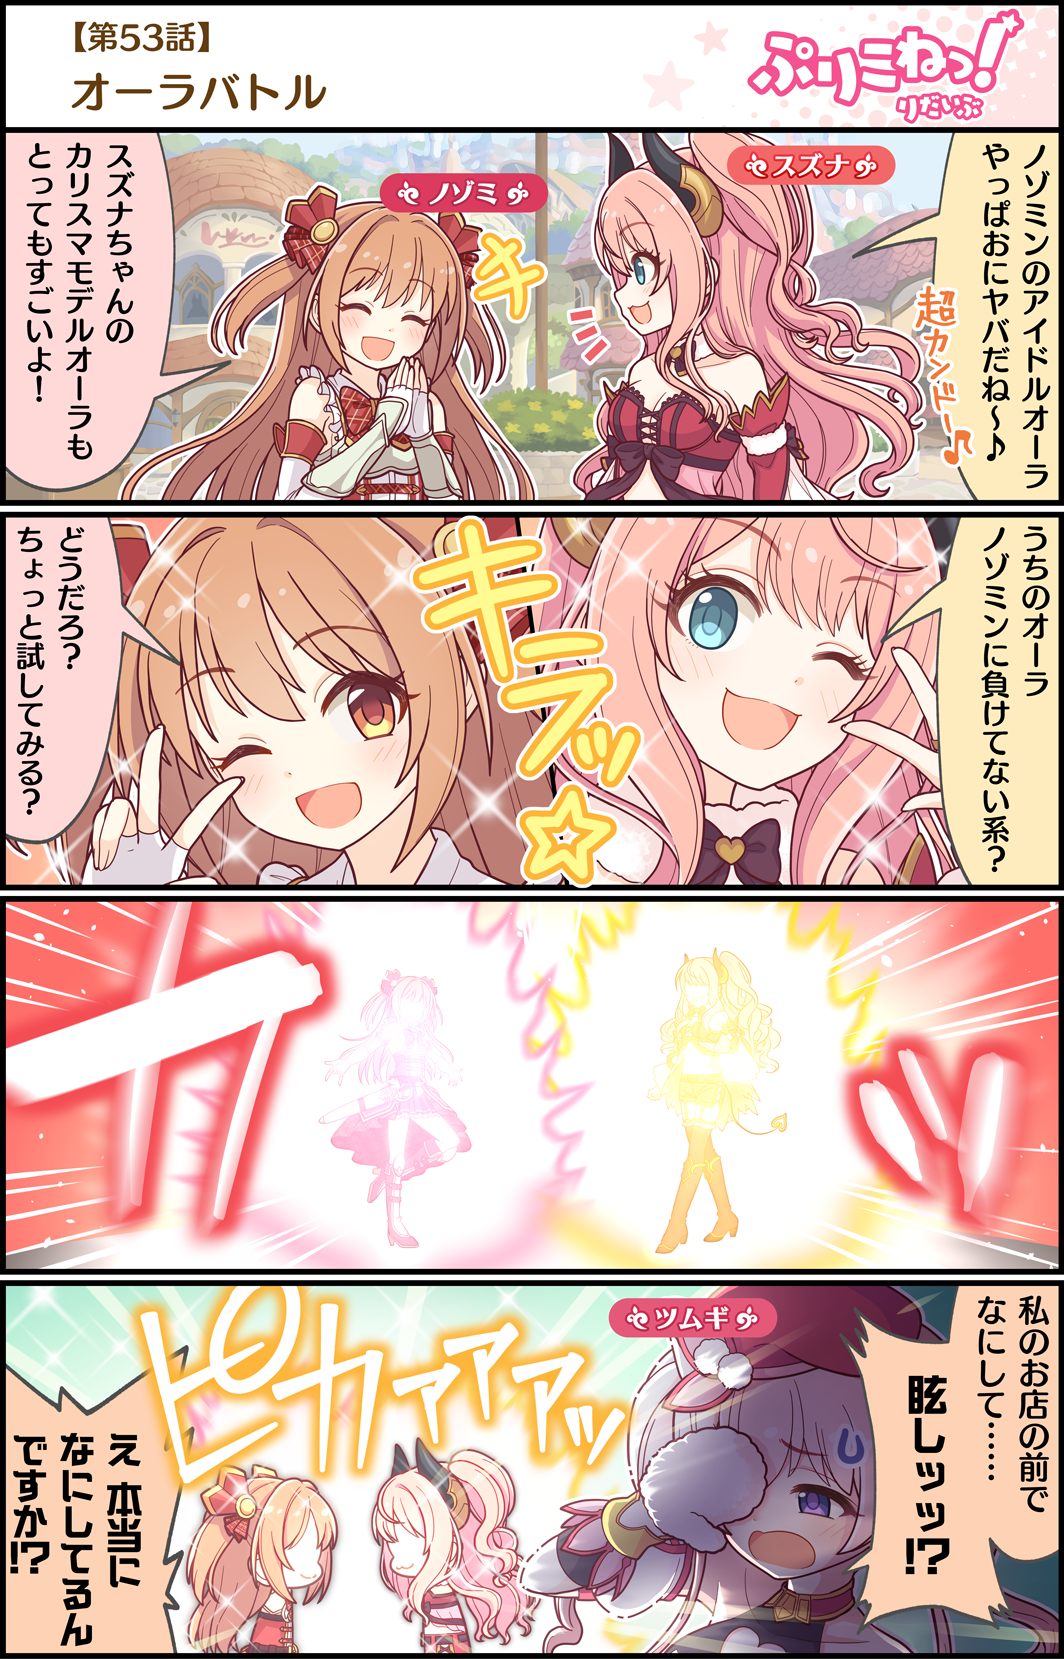 【第53話】
オーラバトル
ぷりこねっ!
りだいぶ
ノゾミンのアイドルオーラ
やっぱおにヤバだね～♪
スズナ
超カンドー♪
ノゾミ
キャ
スズナちゃんの
カリスマモデルオーラも
とってもすごいよ!
うちのオーラ
ノゾミンに負けてない系?
キラッ☆
どうだろ?
ちょっと試してみる?
カッ
私のお店の前で
なにして……
眩しッッ!?
ツムギ
ピカァァァッ
え 本当に
なにしてるん
ですか!?